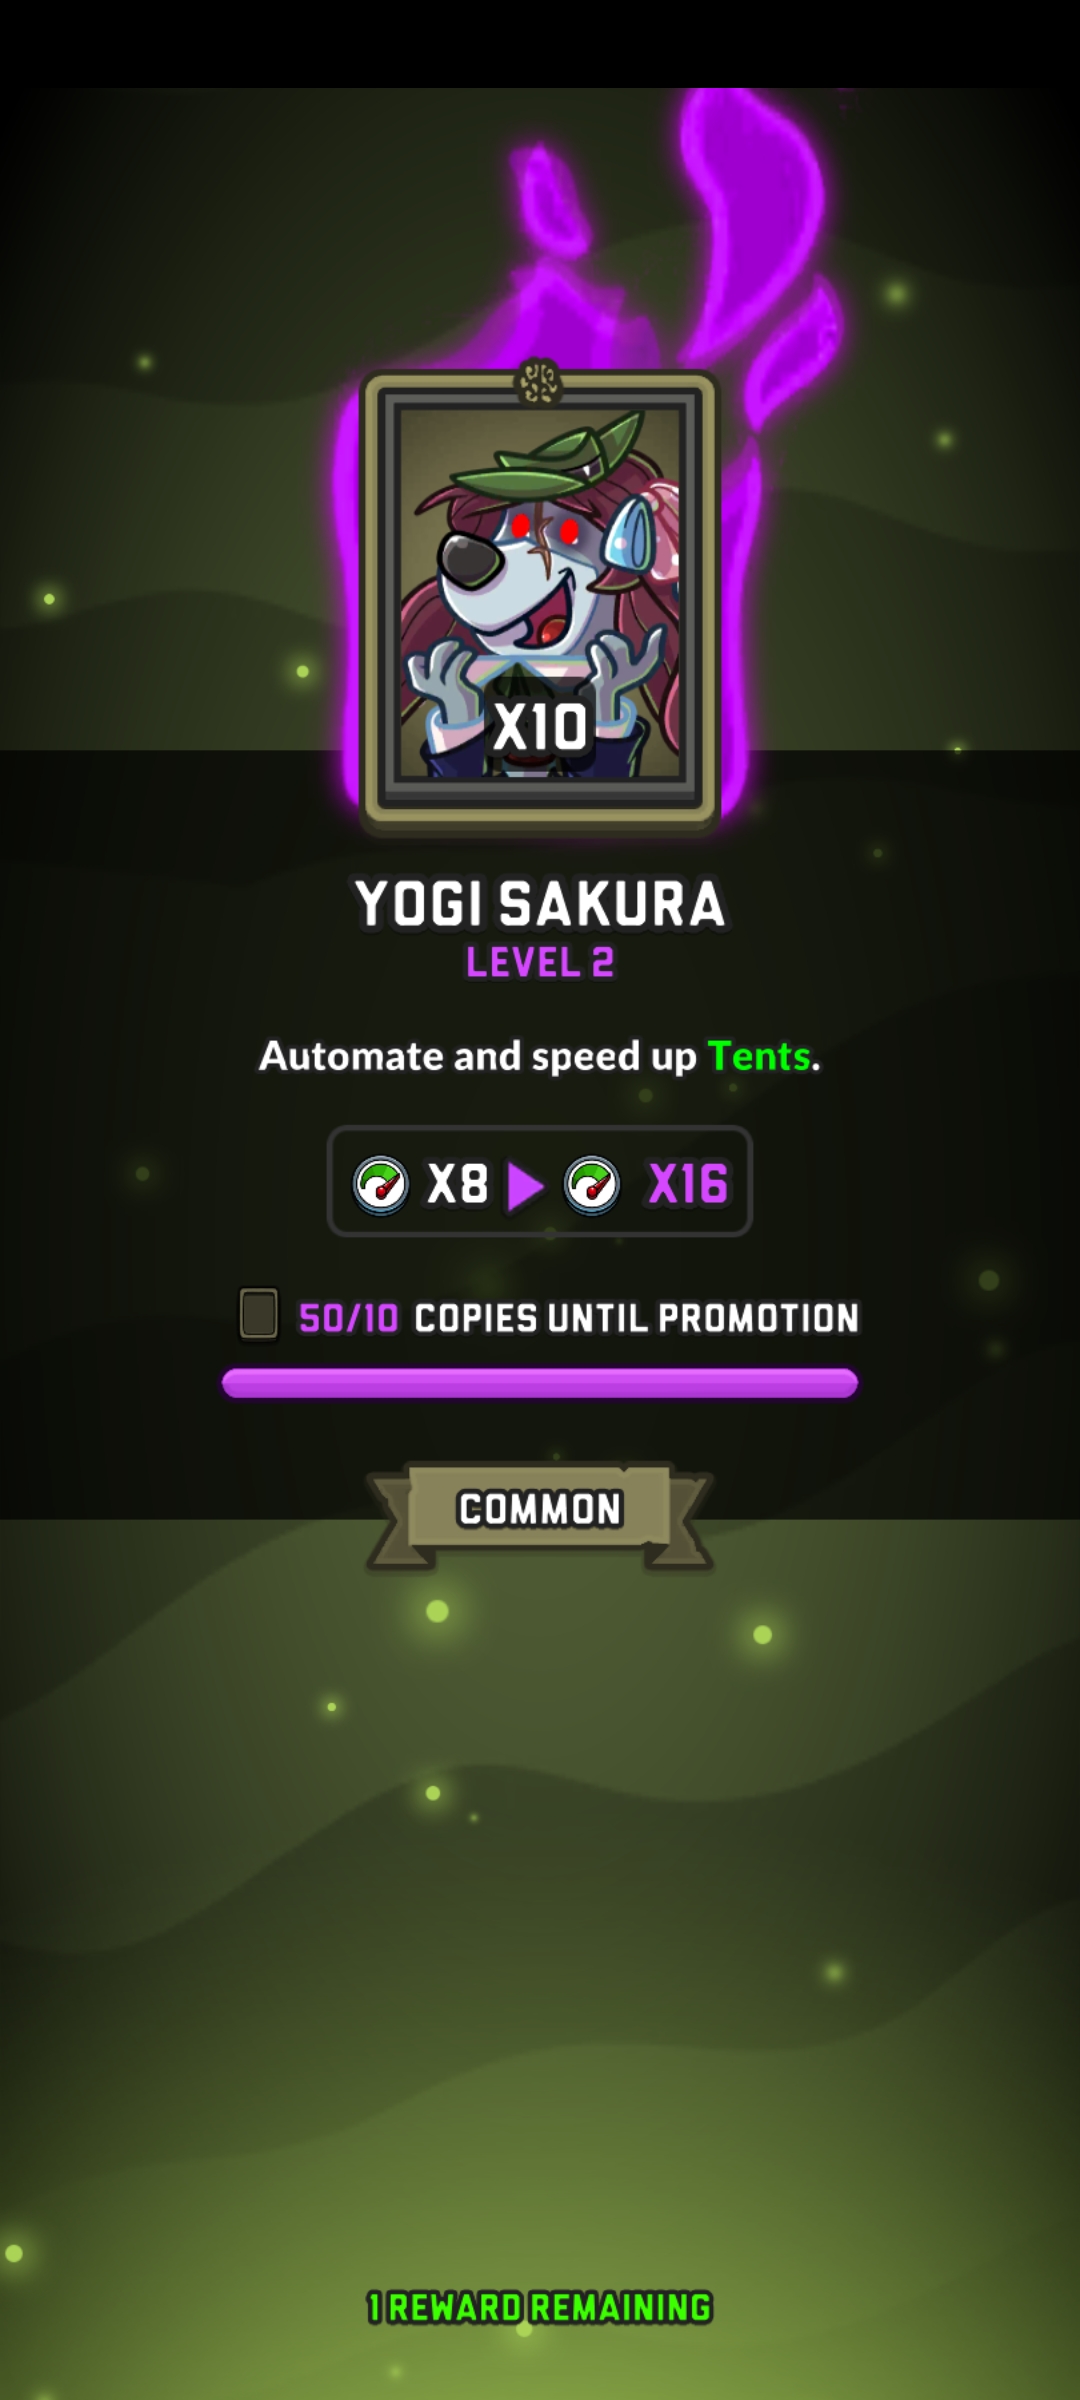 X10
YOGI SAKURA
LEVEL 2
Automate and speed up Tents.
X8 X16
50/10 COPIES UNTIL PROMOTION
COMMON
1 REWARD REMAINING